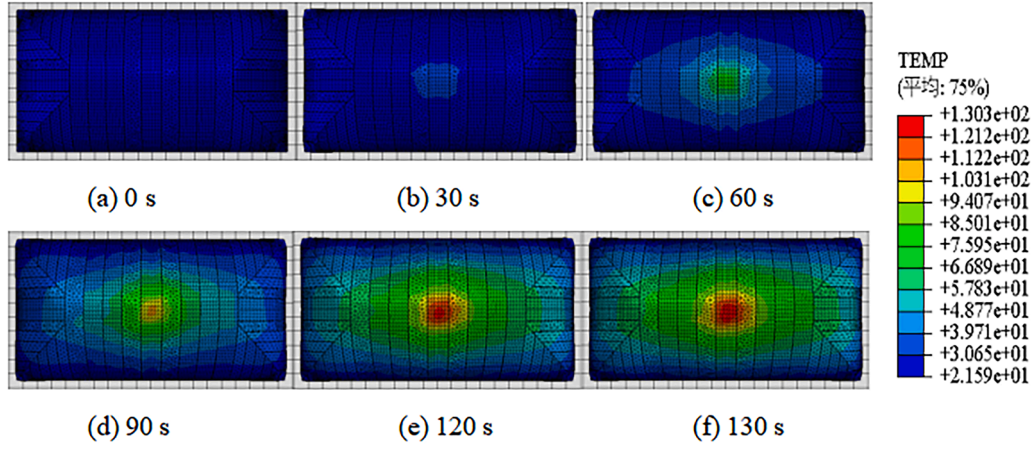 TEMP
(平均: 75%)
+1.303e+02
+1.212e+02
+1.122e+02
+1.031e+02
+9.407e+01
+8.501e+01
+7.595e+01
+6.689e+01
+5.783e+01
+4.877e+01
+3.971e+01
+3.065e+01
+2.159e+01
(a) 0 s
(b) 30 s
(c) 60 s
(d) 90 s
(e) 120 s
(f) 130 s